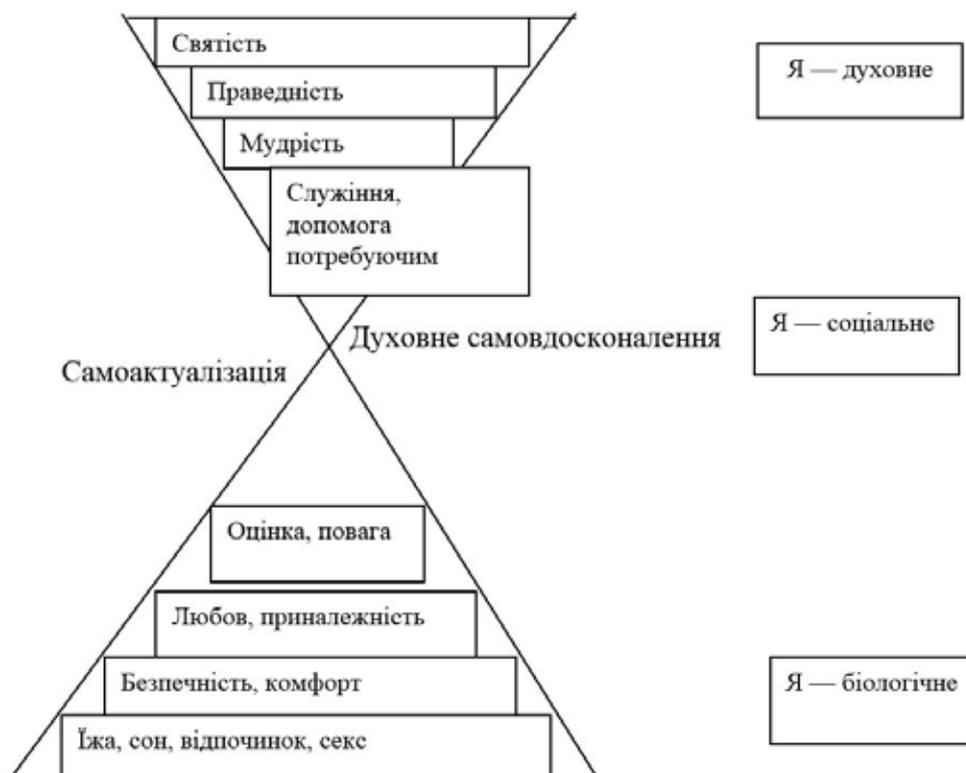 Святість
Я — духовне
Праведність
Мудрість
Служіння,
допомога
потребуючим
Я — соціальне
Духовне самовдосконалення
Самоактуалізація
Оцінка, повага
Любов, приналежність
Безпечність, комфорт
Я — біологічне
Їжа, сон, відпочинок, секс